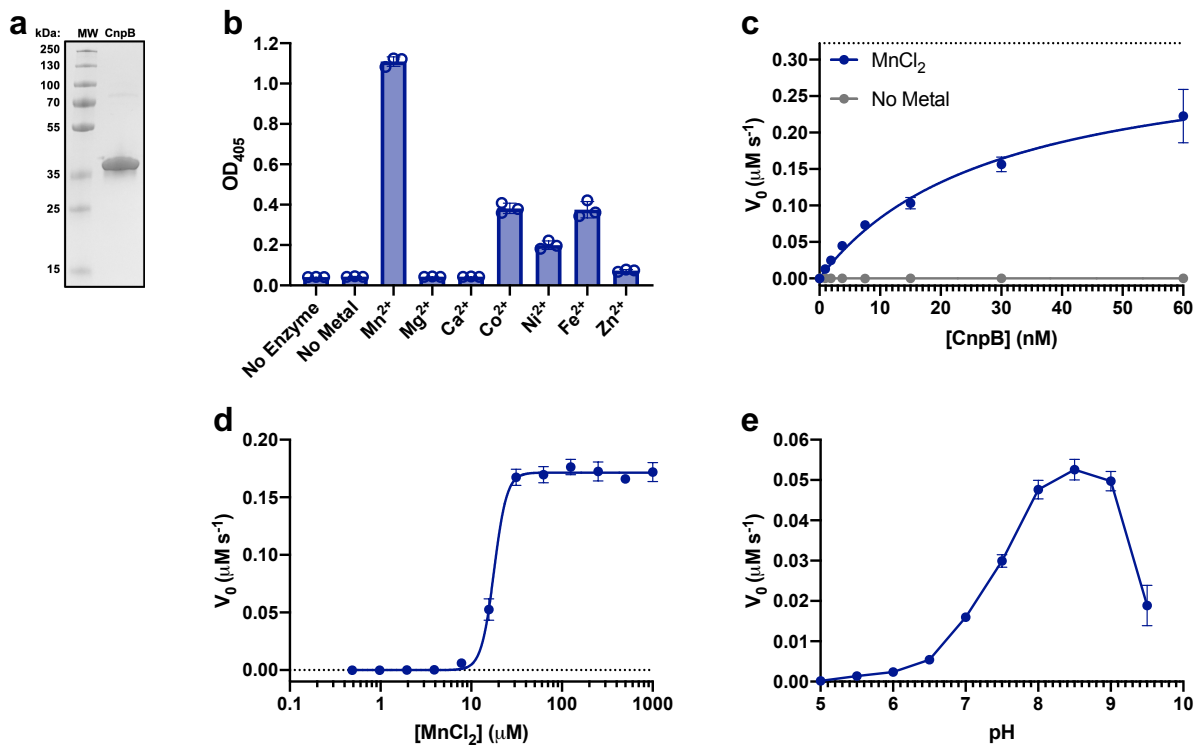 a
kDa: MW CnpB
250
130
100
70
55
35
25
15
b
OD405
1.2
1.0
0.8
0.6
0.4
0.2
0.0
No Enzyme
No Metal
Mn²⁺
Mg²⁺
Ca²⁺
Co²⁺
Ni²⁺
Fe²⁺
Zn²⁺
c
V₀ (μM s⁻¹)
0.30
0.25
0.20
0.15
0.10
0.05
0.00
MnCl₂
No Metal
0 10 20 30 40 50 60
[CnpB] (nM)
d
V₀ (μM s⁻¹)
0.20
0.15
0.10
0.05
0.00
0.1 1 10 100 1000
[MnCl₂] (μM)
e
V₀ (μM s⁻¹)
0.06
0.05
0.04
0.03
0.02
0.01
0.00
5 6 7 8 9 10
pH